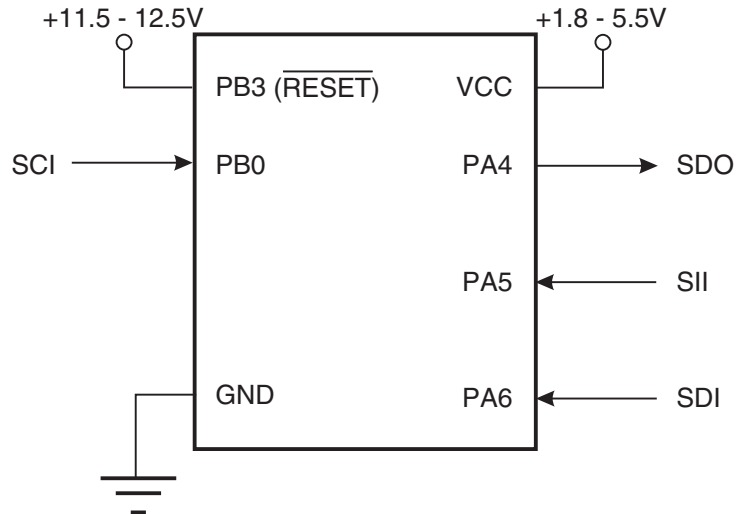 +11.5 - 12.5V
+1.8 - 5.5V
PB3 (RESET)
VCC
SCI
PB0
PA4
SDO
PA5
SII
GND
PA6
SDI